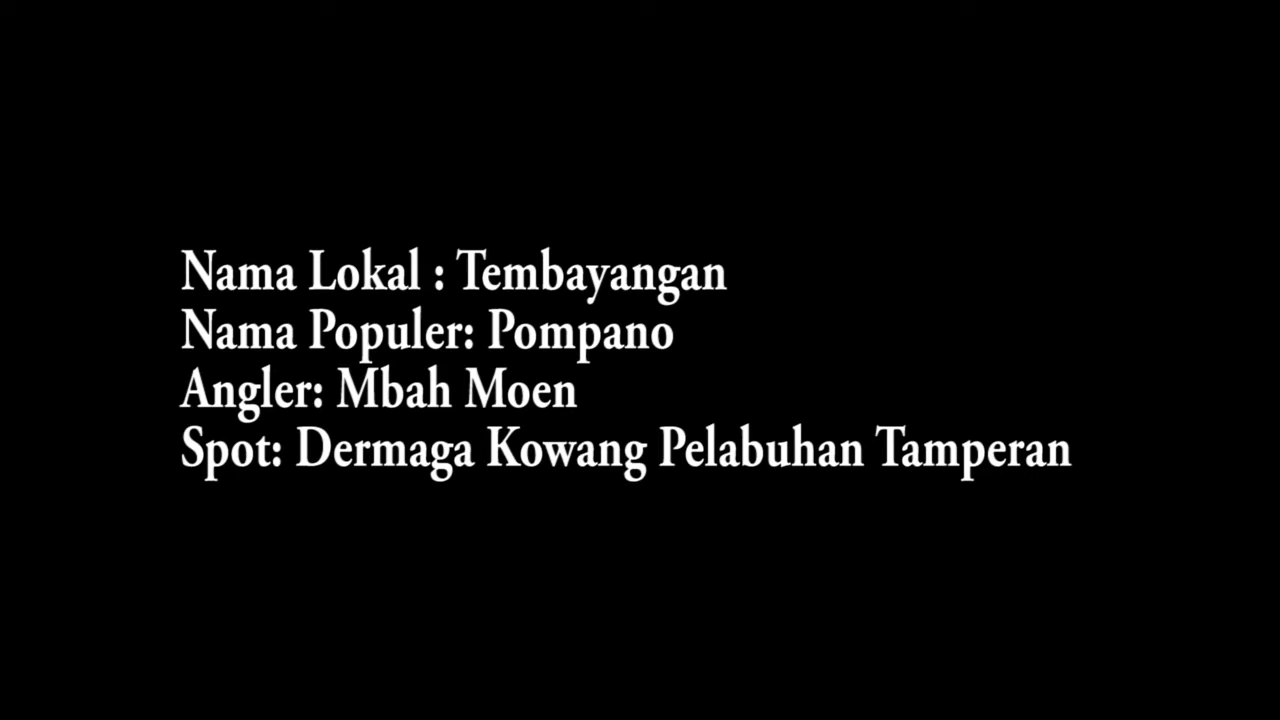 Nama Lokal : Tembayangan
Nama Populer: Pompano
Angler: Mbah Moen
Spot: Dermaga Kowang Pelabuhan Tamperan